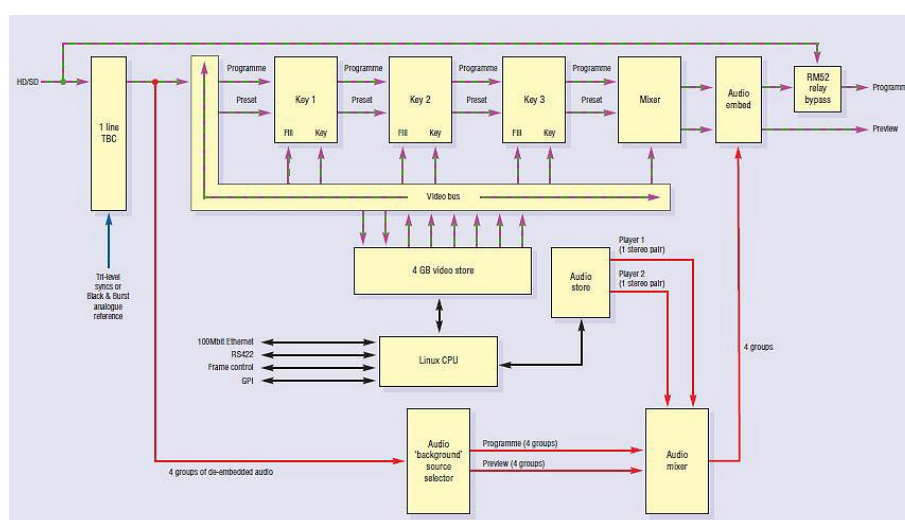 HD/SD
1 line
TBC
Programme
Preset
Key 1
Fill
Key
Programme
Preset
Key 2
Fill
Key
Programme
Preset
Key 3
Fill
Key
Programme
Preset
Mixer
Audio
embed
RM52
relay
bypass
Programm
Preview
Video bus
Tri-level
syncs or
Black & Burst
analogue
reference
4 GB video store
Audio
store
Player 1
(1 stereo pair)
Player 2
(1 stereo pair)
100Mbit Ethernet
RS422
Frame control
GPI
Linux CPU
4 groups
4 groups of de-embedded audio
Audio
'background'
source
selector
Programme (4 groups)
Preview (4 groups)
Audio
mixer